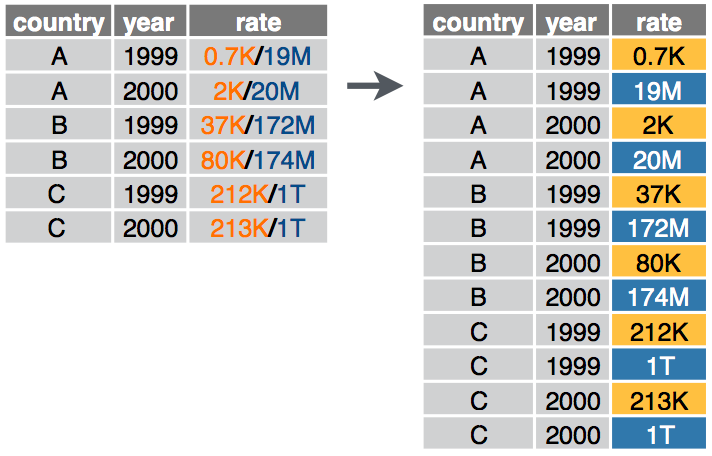 country year rate
A 1999 0.7K/19M
A 2000 2K/20M
B 1999 37K/172M
B 2000 80K/174M
C 1999 212K/1T
C 2000 213K/1T
country year rate
A 1999 0.7K
A 1999 19M
A 2000 2K
A 2000 20M
B 1999 37K
B 1999 172M
B 2000 80K
B 2000 174M
C 1999 212K
C 1999 1T
C 2000 213K
C 2000 1T